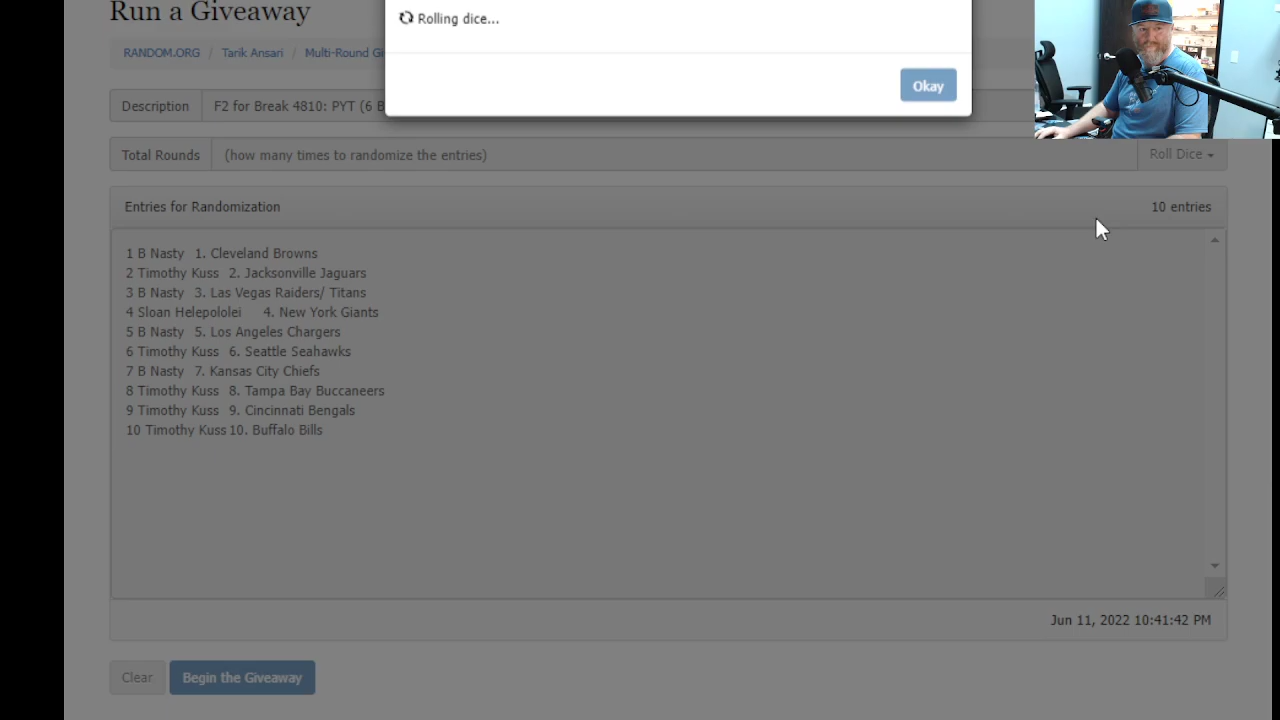 Run a Giveaway
Rolling dice...
RANDOM.ORG / Tarik Ansari / Multi-Round Gi
Okay
Description F2 for Break 4810: PYT (6 B
Total Rounds (how many times to randomize the entries) Roll Dice
Entries for Randomization 10 entries
1 B Nasty 1. Cleveland Browns
2 Timothy Kuss 2. Jacksonville Jaguars
3 B Nasty 3. Las Vegas Raiders/ Titans
4 Sloan Helepololei 4. New York Giants
5 B Nasty 5. Los Angeles Chargers
6 Timothy Kuss 6. Seattle Seahawks
7 B Nasty 7. Kansas City Chiefs
8 Timothy Kuss 8. Tampa Bay Buccaneers
9 Timothy Kuss 9. Cincinnati Bengals
10 Timothy Kuss 10. Buffalo Bills
Jun 11, 2022 10:41:42 PM
Clear Begin the Giveaway